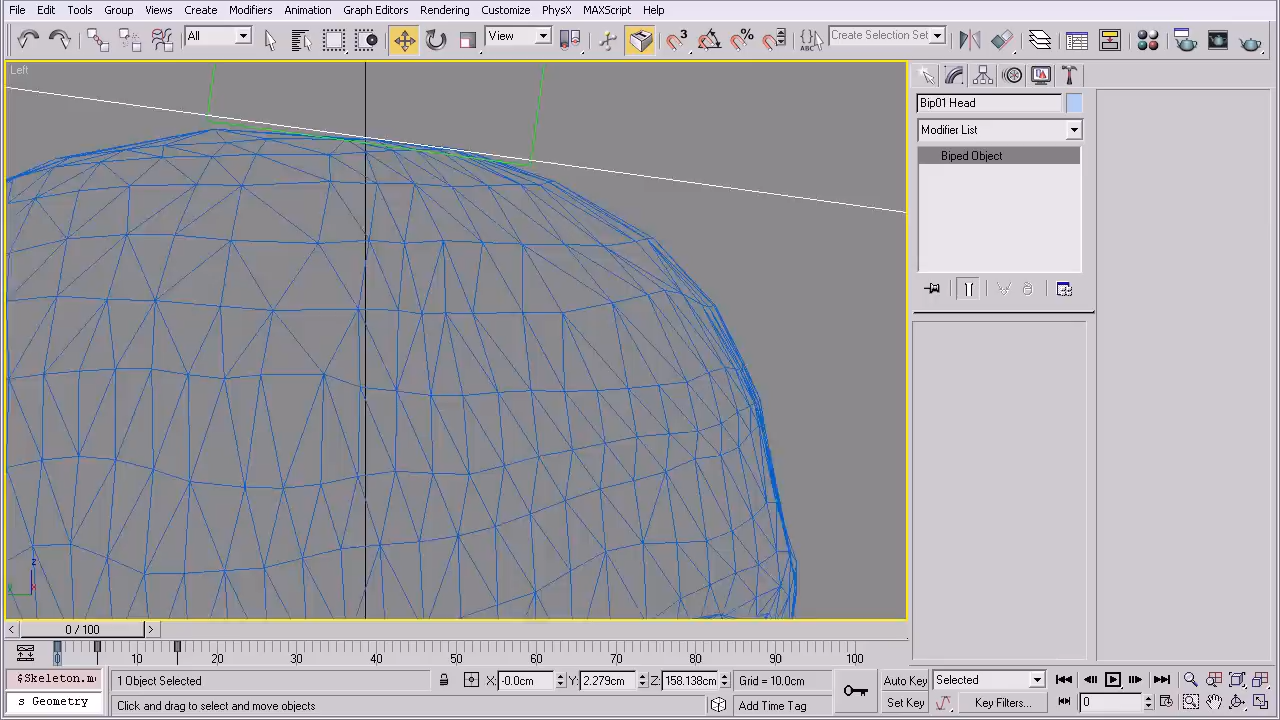 File Edit Tools Group Views Create Modifiers Animation Graph Editors Rendering Customize PhysX MAXScript Help
All View 3 % ABC Create Selection Set
Left
Bip01 Head
Modifier List
Biped Object
z
x
y
< 0 / 100 >
0 10 20 30 40 50 60 70 80 90 100
$Skeleton.m 1 Object Selected X: -0.0cm Y: 2.279cm Z: 158.138cm Grid = 10.0cm Auto Key Selected
s Geometry Click and drag to select and move objects Add Time Tag Set Key Key Filters... 0